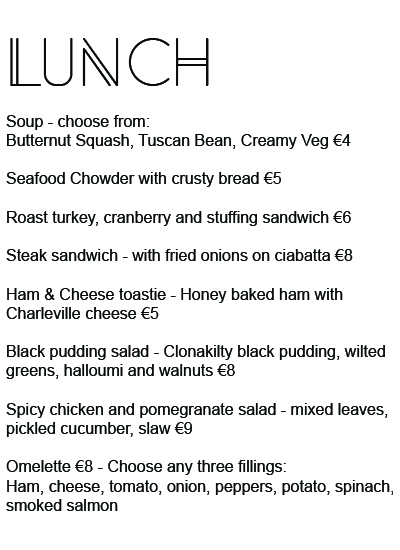 LUNCH
Soup - choose from:
Butternut Squash, Tuscan Bean, Creamy Veg €4
Seafood Chowder with crusty bread €5
Roast turkey, cranberry and stuffing sandwich €6
Steak sandwich - with fried onions on ciabatta €8
Ham & Cheese toastie - Honey baked ham with
Charleville cheese €5
Black pudding salad - Clonakilty black pudding, wilted
greens, halloumi and walnuts €8
Spicy chicken and pomegranate salad - mixed leaves,
pickled cucumber, slaw €9
Omelette €8 - Choose any three fillings:
Ham, cheese, tomato, onion, peppers, potato, spinach,
smoked salmon